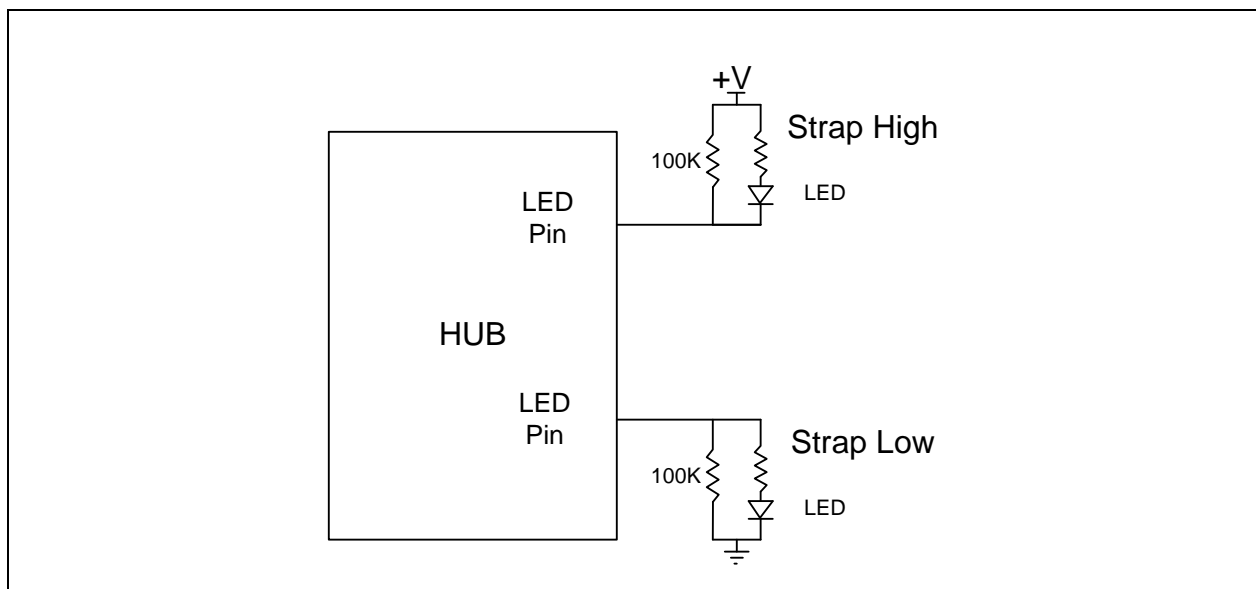 +V
Strap High
100K
LED
LED
Pin
HUB
LED
Pin
Strap Low
100K
LED